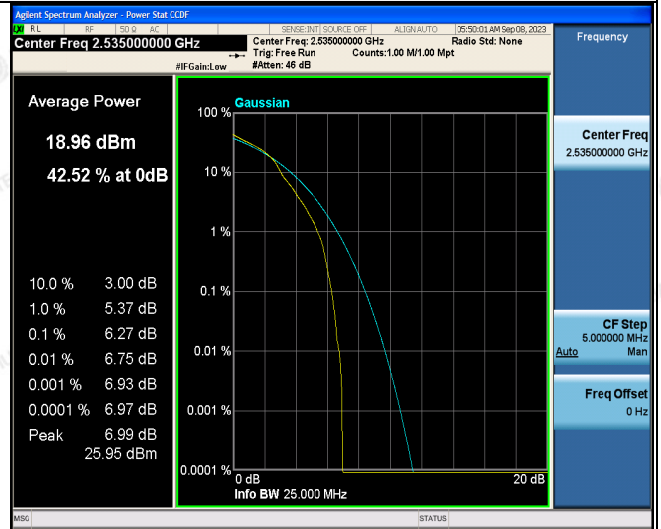 Agilent Spectrum Analyzer - Power Stat CCDF
LXI RL RF 50 Ω AC SENSE:INT SOURCE OFF ALIGN AUTO 05:50:01 AM Sep 08, 2023
Center Freq 2.535000000 GHz
Center Freq: 2.535000000 GHz Radio Std: None
Trig: Free Run Counts:1.00 M/1.00 Mpt
#IFGain:Low #Atten: 46 dB
Frequency
Average Power
18.96 dBm
42.52 % at 0dB
10.0 % 3.00 dB
1.0 % 5.37 dB
0.1 % 6.27 dB
0.01 % 6.75 dB
0.001 % 6.93 dB
0.0001 % 6.97 dB
Peak 6.99 dB
25.95 dBm
Gaussian
100 %
10 %
1 %
0.1 %
0.01 %
0.001 %
0.0001 %
0 dB 20 dB
Info BW 25.000 MHz
Center Freq
2.535000000 GHz
CF Step
5.000000 MHz
Auto Man
Freq Offset
0 Hz
MSG STATUS